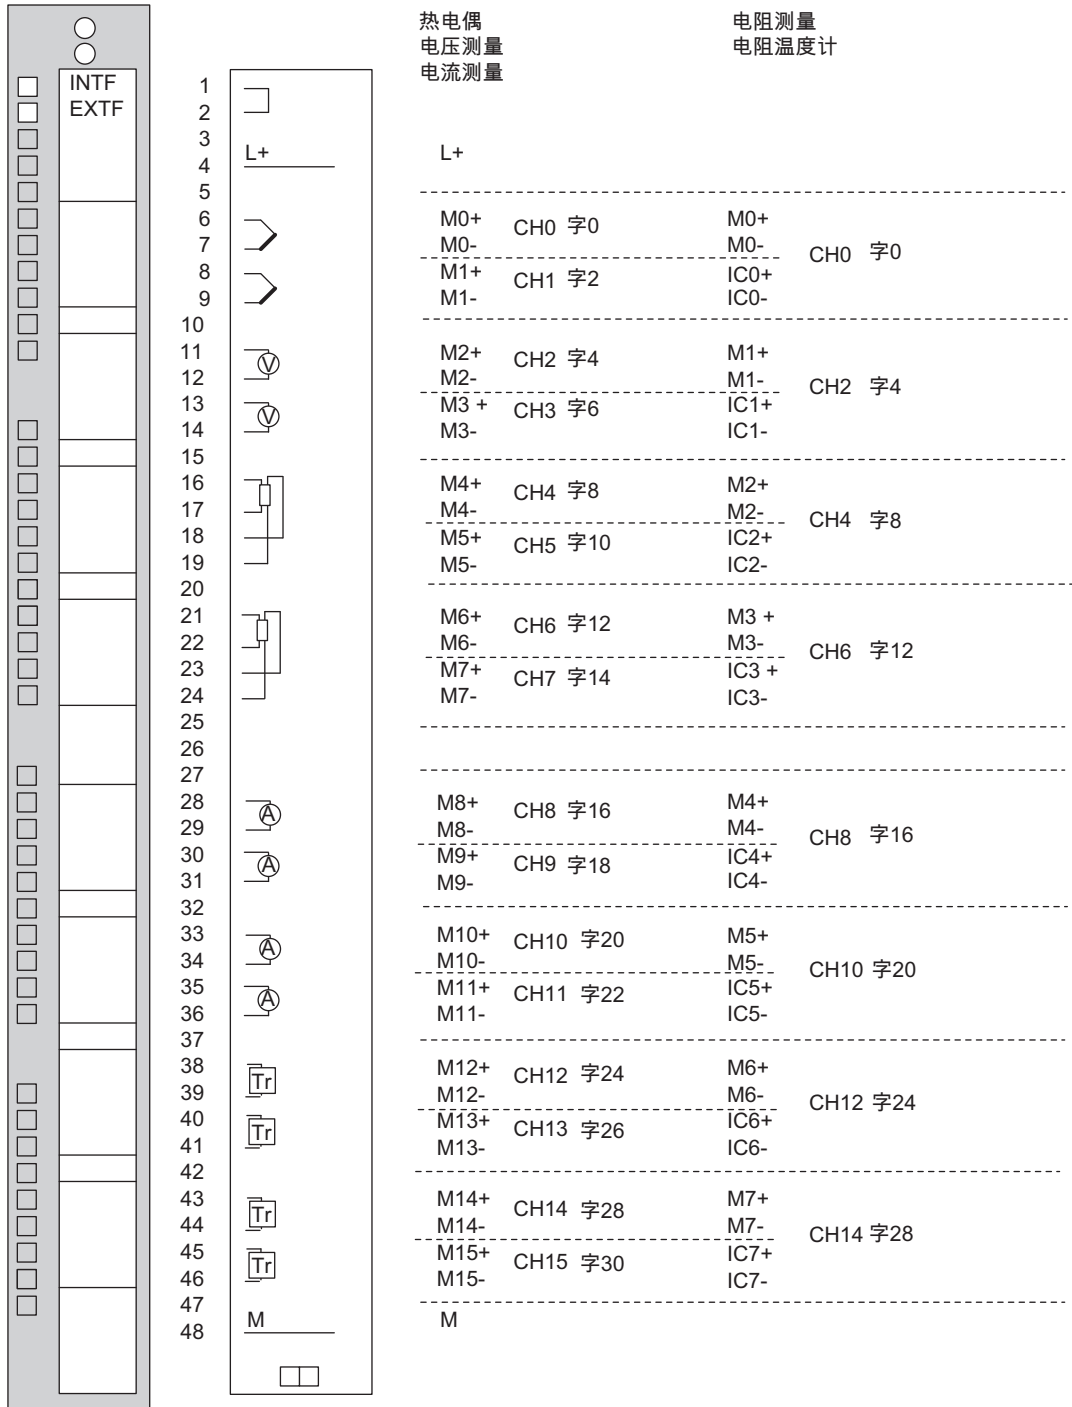 热电偶 电阻测量
电压测量 电阻温度计
电流测量
INTF
EXTF
1
2
3
L+ L+
4
5
6 M0+ CH0 字0 M0+
7 M0- M0- CH0 字0
8 M1+ CH1 字2 IC0+
9 M1- IC0-
10
11 M2+ CH2 字4 M1+
12 M2- M1- CH2 字4
13 M3 + CH3 字6 IC1+
14 M3- IC1-
15
16 M4+ CH4 字8 M2+
17 M4- M2- CH4 字8
18 M5+ CH5 字10 IC2+
19 M5- IC2-
20
21 M6+ CH6 字12 M3 +
22 M6- M3- CH6 字12
23 M7+ CH7 字14 IC3 +
24 M7- IC3-
25
26
27
28 M8+ CH8 字16 M4+
29 A M8- M4- CH8 字16
30 M9+ CH9 字18 IC4+
31 A M9- IC4-
32
33 M10+ CH10 字20 M5+
34 A M10- M5- CH10 字20
35 A M11+ CH11 字22 IC5+
36 M11- IC5-
37
38 Tr M12+ CH12 字24 M6+
39 M12- M6- CH12 字24
40 Tr M13+ CH13 字26 IC6+
41 M13- IC6-
42
43 Tr M14+ CH14 字28 M7+
44 M14- M7- CH14 字28
45 Tr M15+ CH15 字30 IC7+
46 M15- IC7-
47
M M
48
V
V